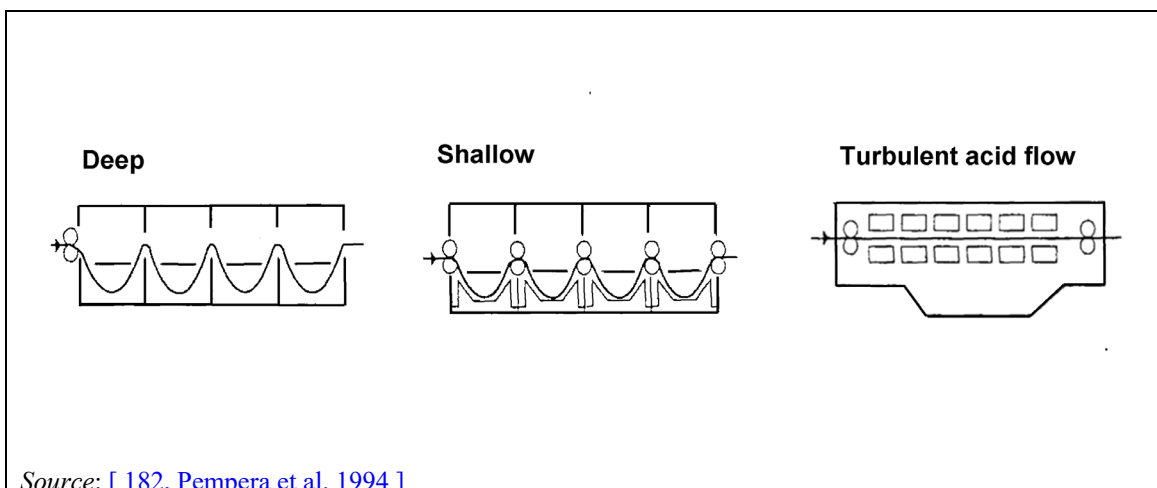 Deep
Shallow
Turbulent acid flow
Source: [ 182, Pempera et al. 1994 ]